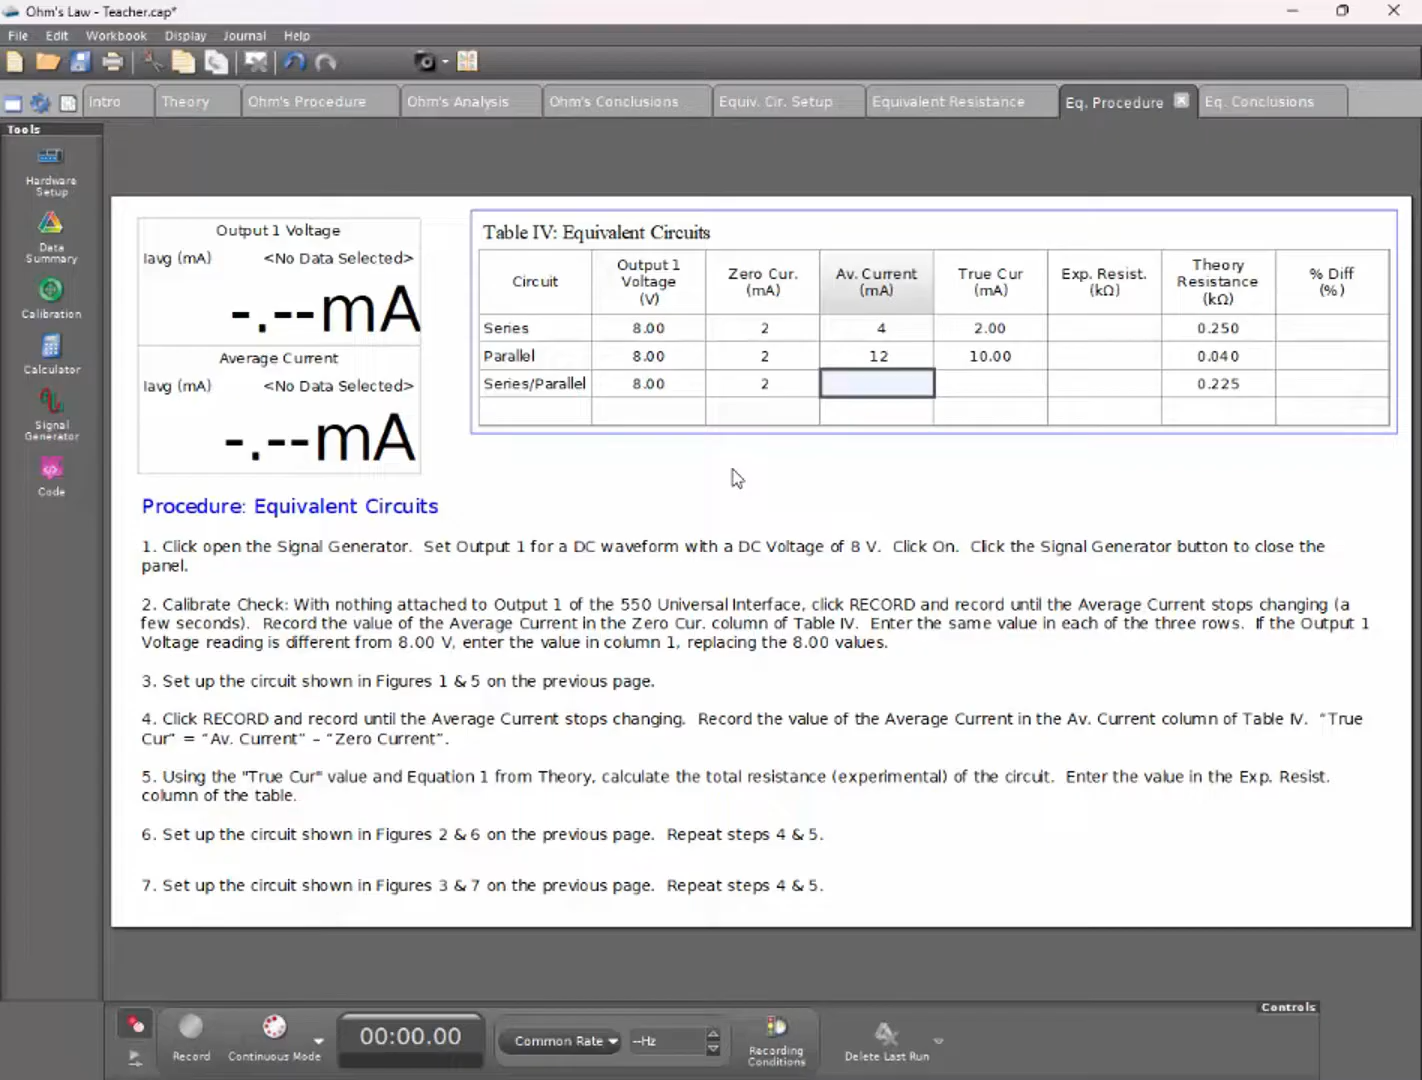 Ohm's Law - Teacher.cap*
File Edit Workbook Display Journal Help
Intro Theory Ohm's Procedure Ohm's Analysis Ohm's Conclusions Equiv. Cir. Setup Equivalent Resistance Eq. Procedure Eq. Conclusions
Tools
Hardware
Setup
Data
Summary
Calibration
Calculator
Signal
Generator
Code
Output 1 Voltage
Iavg (mA) <No Data Selected>
-.--mA
Average Current
Iavg (mA) <No Data Selected>
-.--mA
Table IV: Equivalent Circuits
Circuit Output 1 Voltage (V) Zero Cur. (mA) Av. Current (mA) True Cur (mA) Exp. Resist. (kΩ) Theory Resistance (kΩ) % Diff (%)
Series 8.00 2 4 2.00 0.250
Parallel 8.00 2 12 10.00 0.040
Series/Parallel 8.00 2 0.225
Procedure: Equivalent Circuits
1. Click open the Signal Generator. Set Output 1 for a DC waveform with a DC Voltage of 8 V. Click On. Click the Signal Generator button to close the
panel.
2. Calibrate Check: With nothing attached to Output 1 of the 550 Universal Interface, click RECORD and record until the Average Current stops changing (a
few seconds). Record the value of the Average Current in the Zero Cur. column of Table IV. Enter the same value in each of the three rows. If the Output 1
Voltage reading is different from 8.00 V, enter the value in column 1, replacing the 8.00 values.
3. Set up the circuit shown in Figures 1 & 5 on the previous page.
4. Click RECORD and record until the Average Current stops changing. Record the value of the Average Current in the Av. Current column of Table IV. “True
Cur” = “Av. Current” – “Zero Current”.
5. Using the "True Cur" value and Equation 1 from Theory, calculate the total resistance (experimental) of the circuit. Enter the value in the Exp. Resist.
column of the table.
6. Set up the circuit shown in Figures 2 & 6 on the previous page. Repeat steps 4 & 5.
7. Set up the circuit shown in Figures 3 & 7 on the previous page. Repeat steps 4 & 5.
Controls
Record
Continuous Mode
00:00.00
Common Rate
--Hz
Recording
Conditions
Delete Last Run